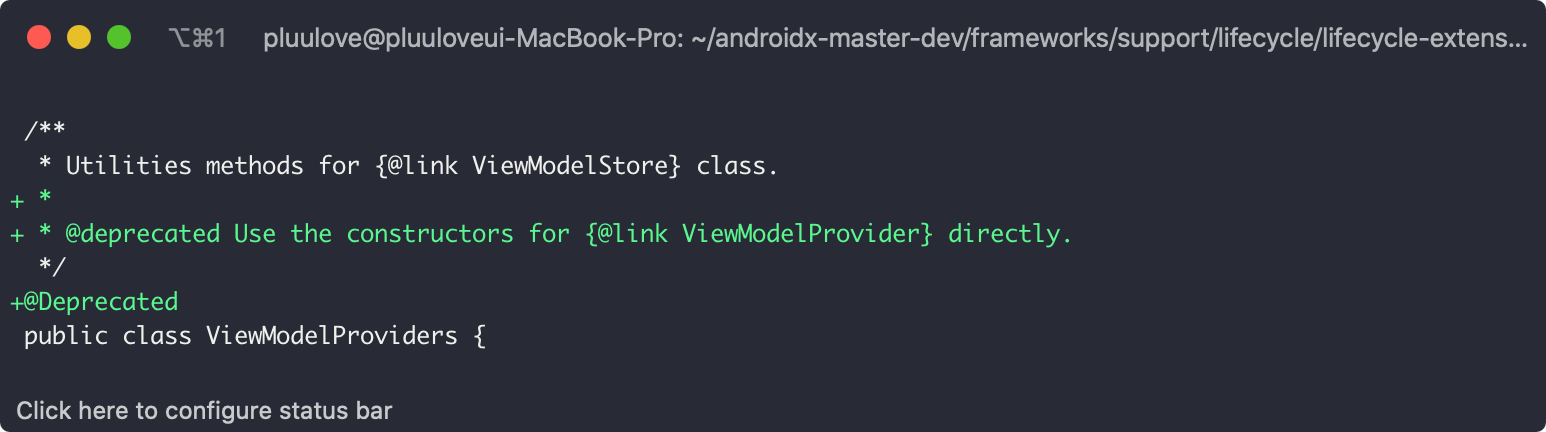 ⌥⌘1 pluulove@pluuloveui-MacBook-Pro: ~/androidx-master-dev/frameworks/support/lifecycle/lifecycle-extens...
/**
 * Utilities methods for {@link ViewModelStore} class.
+ *
+ * @deprecated Use the constructors for {@link ViewModelProvider} directly.
 */
+@Deprecated
public class ViewModelProviders {
Click here to configure status bar